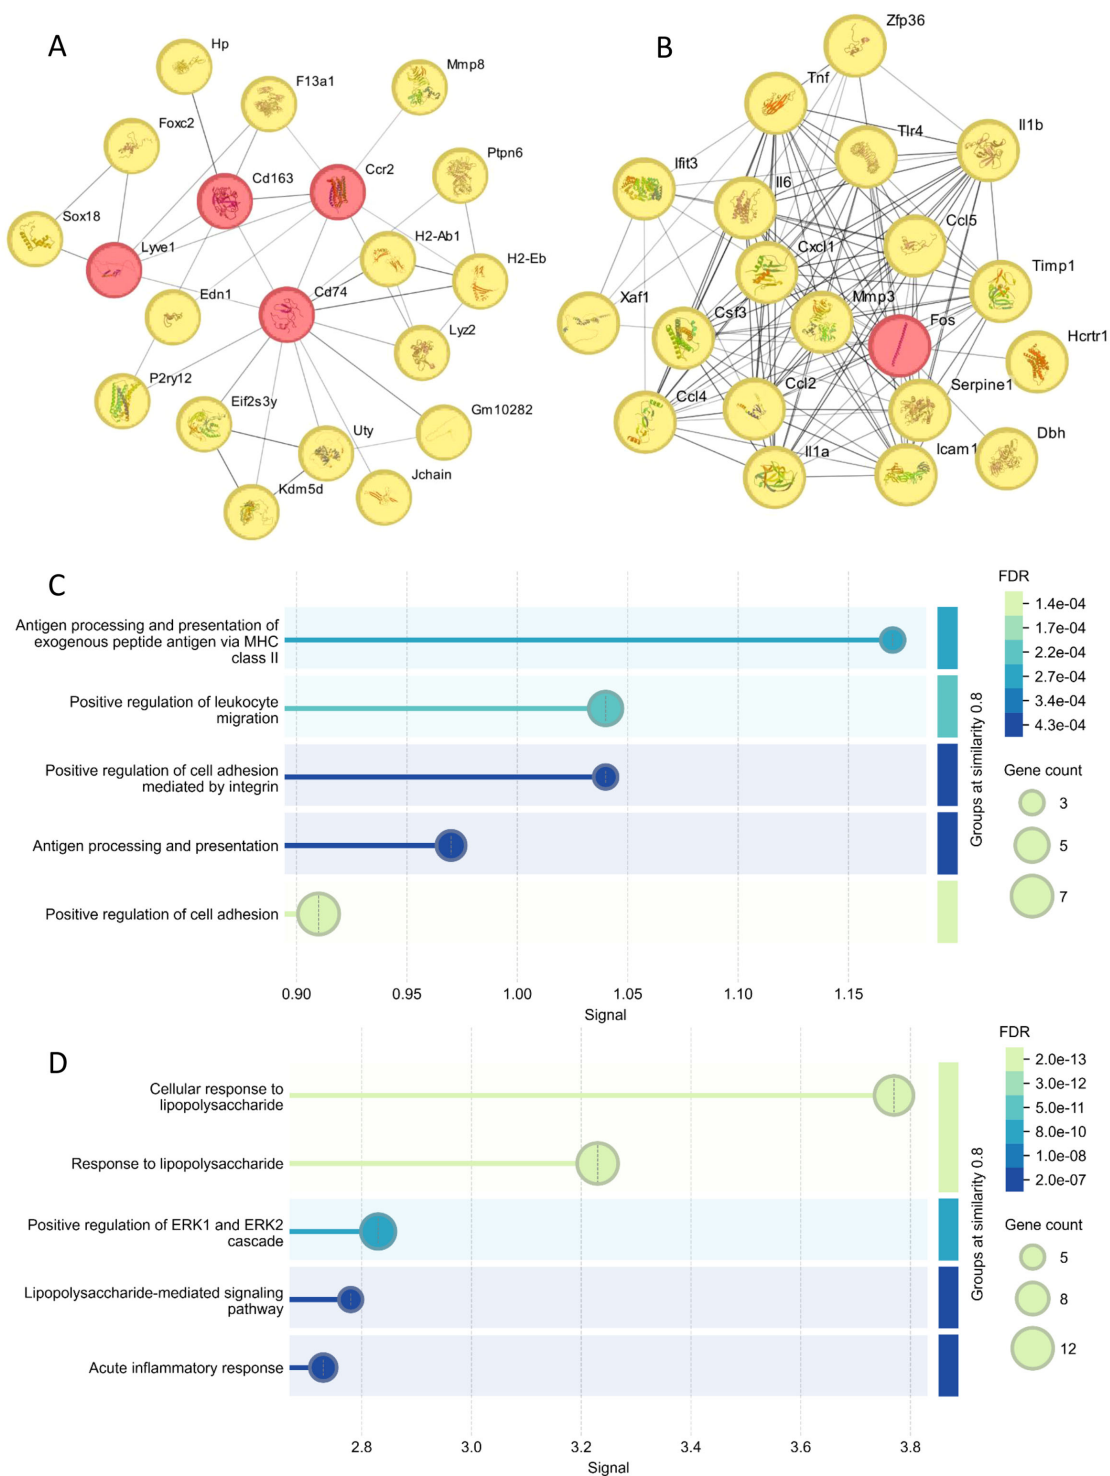 A
Hp
F13a1
Mmp8
Foxc2
Cd163
Ccr2
Ptpn6
Sox18
Lyve1
H2-Ab1
H2-Eb
Edn1
Cd74
Lyz2
P2ry12
Eif2s3y
Uty
Gm10282
Kdm5d
Jchain
B
Zfp36
Tnf
Tlr4
Il1b
Ifit3
Il6
Ccl5
Cxcl1
Timp1
Xaf1
Csf3
Mmp3
Fos
Hcrtr1
Ccl4
Ccl2
Serpine1
Dbh
Il1a
Icam1
C
Antigen processing and presentation of
exogenous peptide antigen via MHC
class II
Positive regulation of leukocyte
migration
Positive regulation of cell adhesion
mediated by integrin
Antigen processing and presentation
Positive regulation of cell adhesion
0.90
0.95
1.00
1.05
1.10
1.15
Signal
Groups at similarity 0.8
FDR
1.4e-04
1.7e-04
2.2e-04
2.7e-04
3.4e-04
4.3e-04
Gene count
3
5
7
D
Cellular response to
lipopolysaccharide
Response to lipopolysaccharide
Positive regulation of ERK1 and ERK2
cascade
Lipopolysaccharide-mediated signaling
pathway
Acute inflammatory response
2.8
3.0
3.2
3.4
3.6
3.8
Signal
Groups at similarity 0.8
FDR
2.0e-13
3.0e-12
5.0e-11
8.0e-10
1.0e-08
2.0e-07
Gene count
5
8
12